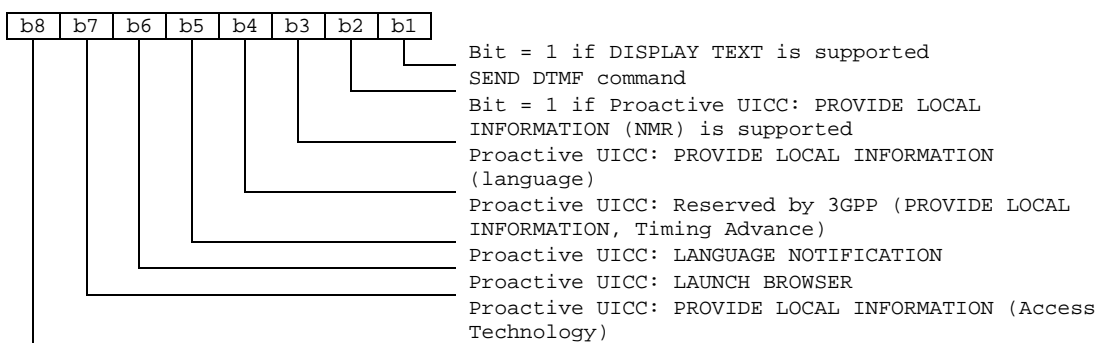 b8 b7 b6 b5 b4 b3 b2 b1
Bit = 1 if DISPLAY TEXT is supported
SEND DTMF command
Bit = 1 if Proactive UICC: PROVIDE LOCAL
INFORMATION (NMR) is supported
Proactive UICC: PROVIDE LOCAL INFORMATION
(language)
Proactive UICC: Reserved by 3GPP (PROVIDE LOCAL
INFORMATION, Timing Advance)
Proactive UICC: LANGUAGE NOTIFICATION
Proactive UICC: LAUNCH BROWSER
Proactive UICC: PROVIDE LOCAL INFORMATION (Access
Technology)